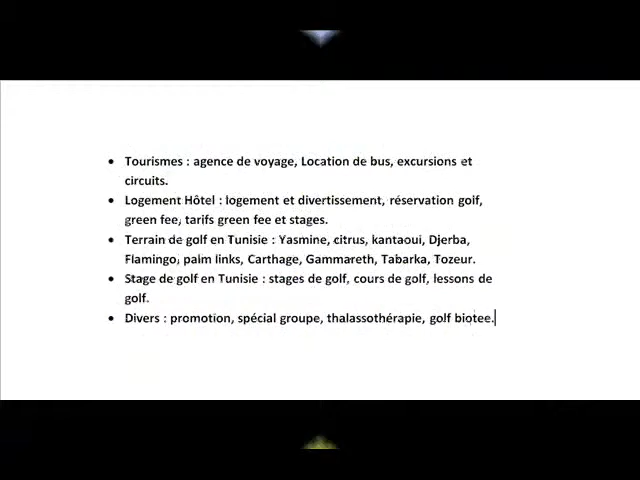 • Tourismes : agence de voyage, Location de bus, excursions et
circuits.
• Logement Hôtel : logement et divertissement, réservation golf,
green fee, tarifs green fee et stages.
• Terrain de golf en Tunisie : Yasmine, citrus, kantaoui, Djerba,
Flamingo, palm links, Carthage, Gammareth, Tabarka, Tozeur.
• Stage de golf en Tunisie : stages de golf, cours de golf, lessons de
golf.
• Divers : promotion, spécial groupe, thalassothérapie, golf biotee.